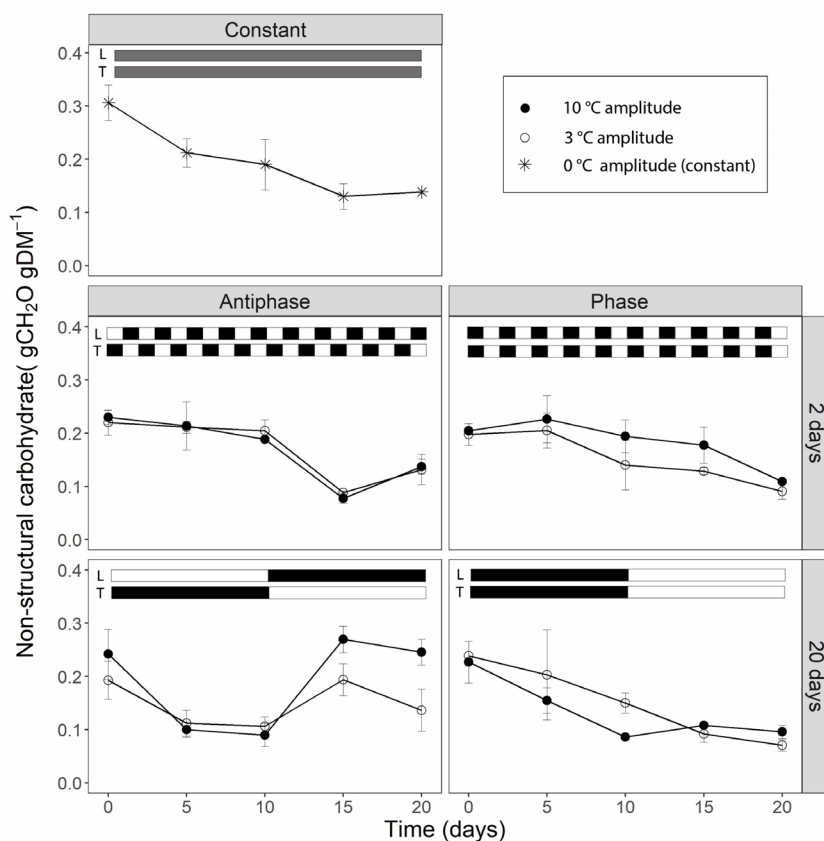 Constant
L
T
0.4
0.3
0.2
0.1
0.0
10 °C amplitude
3 °C amplitude
0 °C amplitude (constant)
Non-structural carbohydrate( gCH₂O gDM⁻¹)
Antiphase
Phase
L
T
0.4
0.3
0.2
0.1
0.0
2 days
L
T
L
T
0.4
0.3
0.2
0.1
0.0
20 days
0 5 10 15 20
0 5 10 15 20
Time (days)